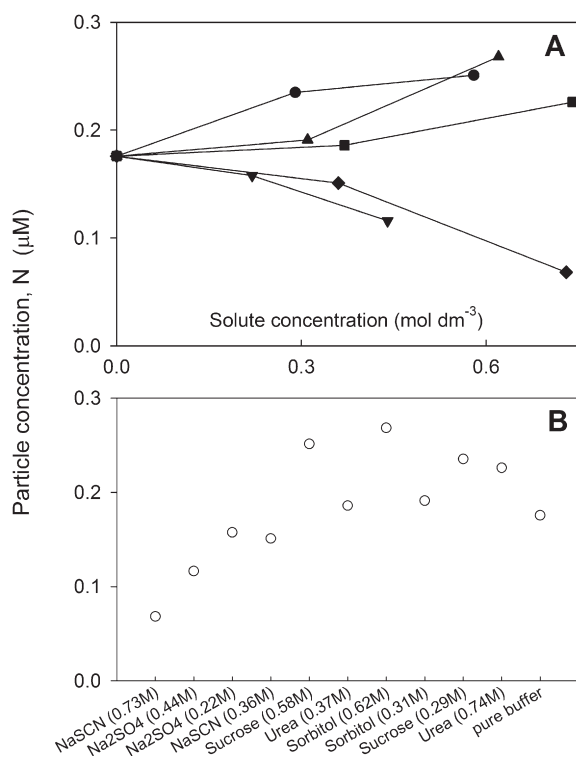 0.3
A
0.2
0.1
Solute concentration (mol dm-3)
0.0
0.0 0.3 0.6
Particle concentration, N (μM)
0.3
B
0.2
0.1
0.0
NaSCN (0.73M)
Na2SO4 (0.44M)
Na2SO4 (0.22M)
NaSCN (0.36M)
Sucrose (0.58M)
Urea (0.37M)
Sorbitol (0.62M)
Sorbitol (0.31M)
Sucrose (0.29M)
Urea (0.74M)
pure buffer